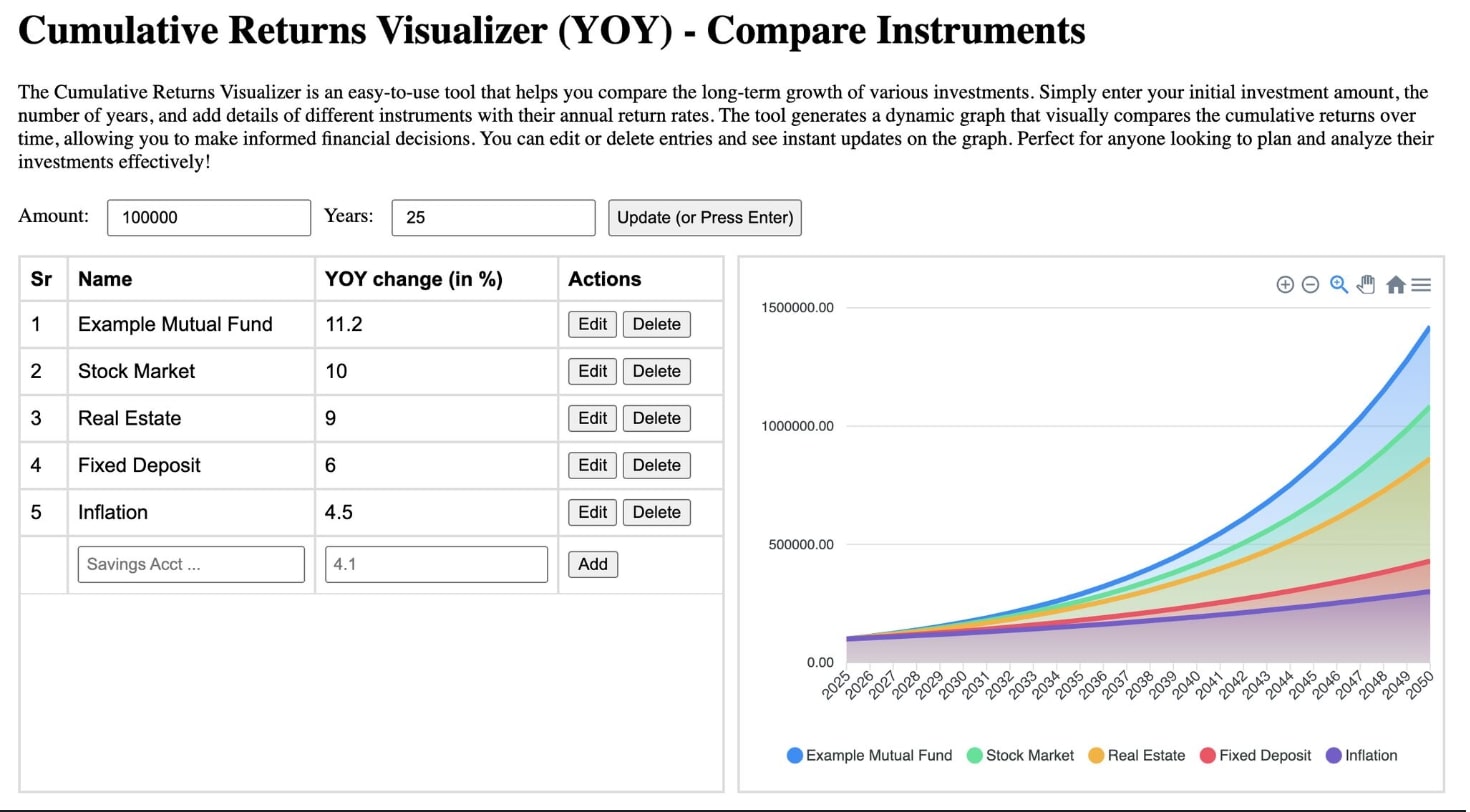 Cumulative Returns Visualizer (YOY) - Compare Instruments
The Cumulative Returns Visualizer is an easy-to-use tool that helps you compare the long-term growth of various investments. Simply enter your initial investment amount, the
number of years, and add details of different instruments with their annual return rates. The tool generates a dynamic graph that visually compares the cumulative returns over
time, allowing you to make informed financial decisions. You can edit or delete entries and see instant updates on the graph. Perfect for anyone looking to plan and analyze their
investments effectively!
Amount: 100000 Years: 25 Update (or Press Enter)
Sr Name YOY change (in %) Actions
1 Example Mutual Fund 11.2 Edit Delete
2 Stock Market 10 Edit Delete
3 Real Estate 9 Edit Delete
4 Fixed Deposit 6 Edit Delete
5 Inflation 4.5 Edit Delete
Savings Acct ... 4.1 Add
1500000.00
1000000.00
500000.00
0.00
2025 2026 2027 2028 2029 2030 2031 2032 2033 2034 2035 2036 2037 2038 2039 2040 2041 2042 2043 2044 2045 2046 2047 2048 2049 2050
Example Mutual Fund Stock Market Real Estate Fixed Deposit Inflation